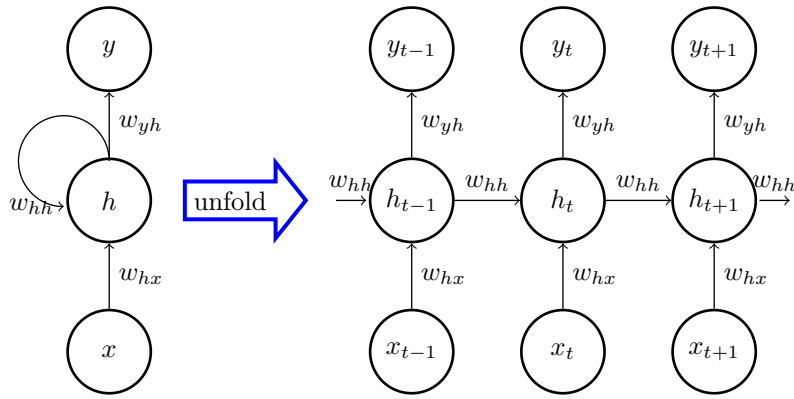 y
y_{t−1}
y_t
y_{t+1}
w_{yh}
w_{yh}
w_{yh}
w_{yh}
w_{hh}
h
unfold
w_{hh}
h_{t−1}
w_{hh}
h_t
w_{hh}
h_{t+1}
w_{hh}
w_{hx}
w_{hx}
w_{hx}
w_{hx}
x
x_{t−1}
x_t
x_{t+1}